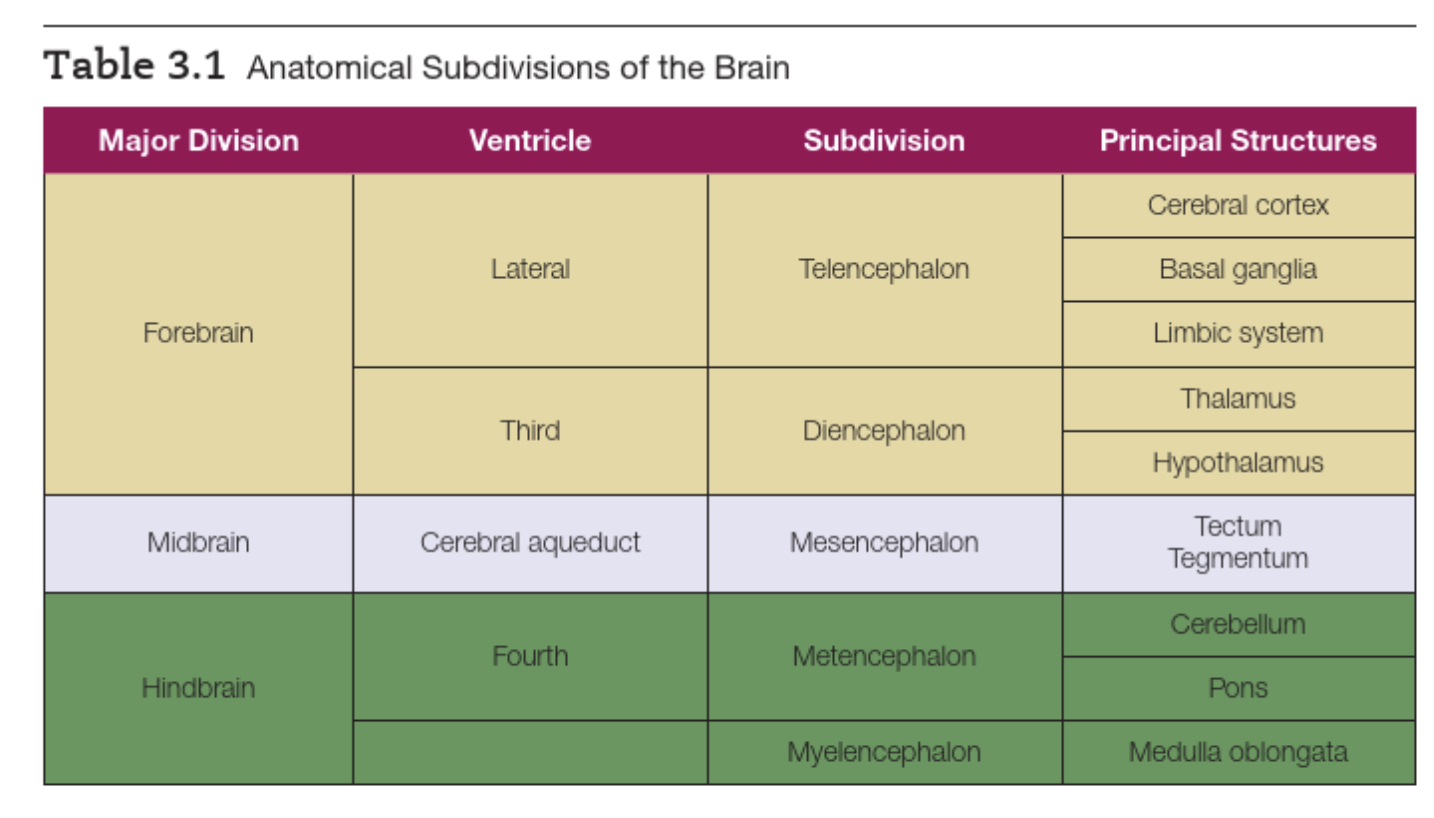 Table 3.1 Anatomical Subdivisions of the Brain
Major Division Ventricle Subdivision Principal Structures
Forebrain
Lateral
Telencephalon
Cerebral cortex
Basal ganglia
Limbic system
Third
Diencephalon
Thalamus
Hypothalamus
Midbrain
Cerebral aqueduct
Mesencephalon
Tectum
Tegmentum
Hindbrain
Fourth
Metencephalon
Cerebellum
Pons
Myelencephalon
Medulla oblongata